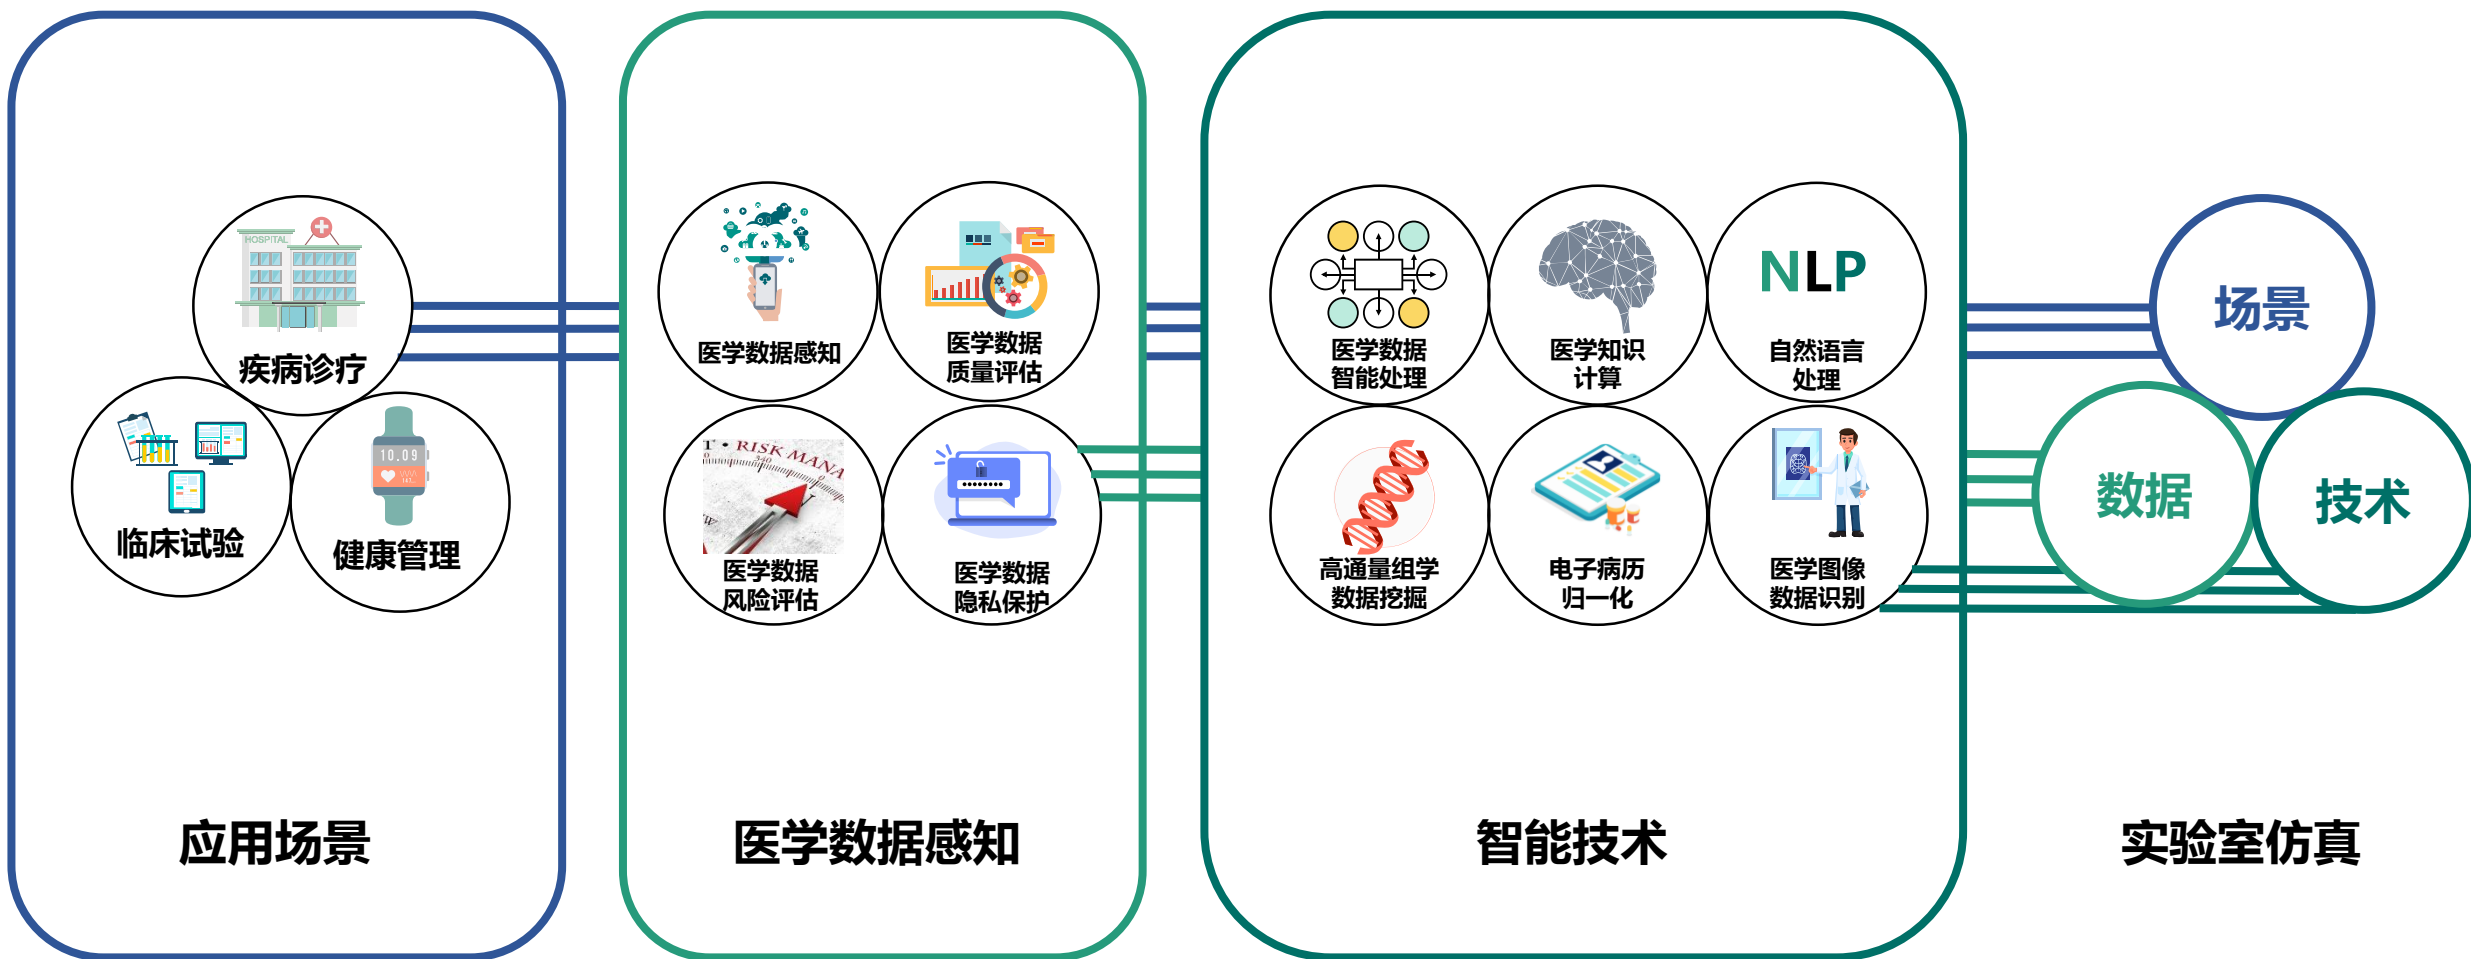 HOSPITAL
疾病诊疗
临床试验
10.09
健康管理
应用场景
医学数据感知
医学数据
质量评估
RISK MANA
医学数据
风险评估
医学数据
隐私保护
医学数据感知
医学数据
智能处理
医学知识
计算
NLP
自然语言
处理
高通量组学
数据挖掘
电子病历
归一化
医学图像
数据识别
智能技术
场景
数据
技术
实验室仿真